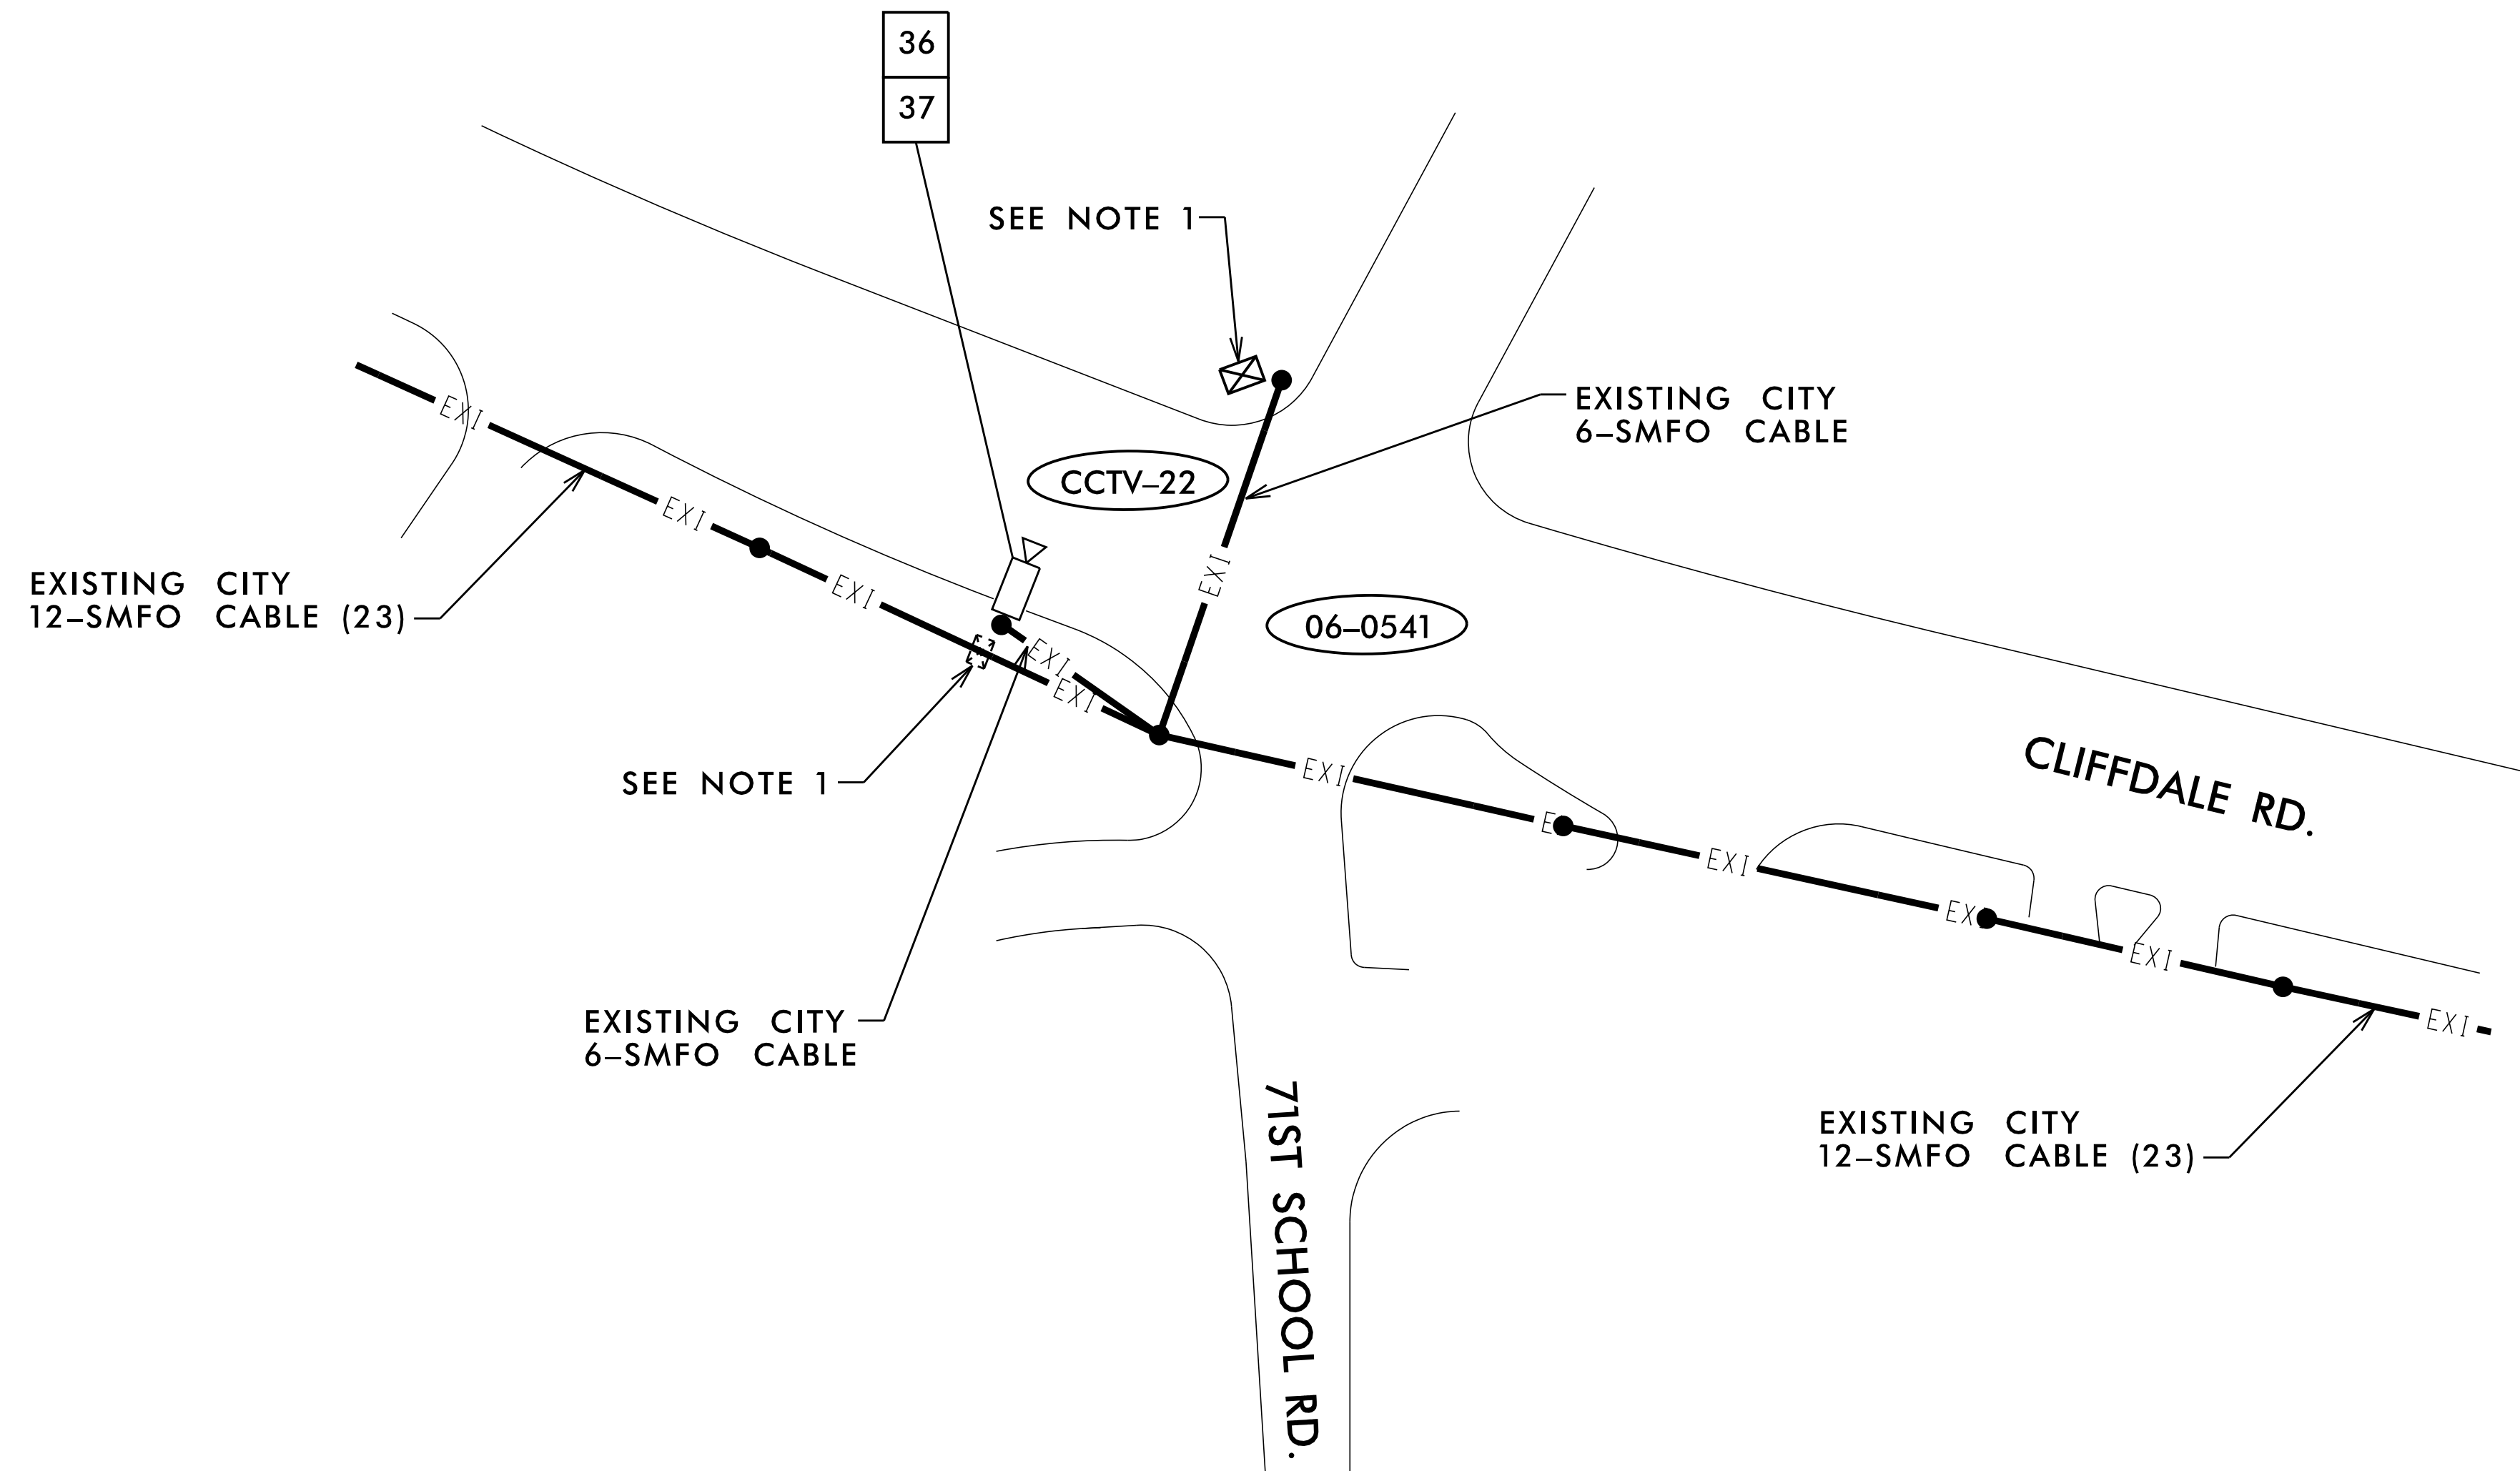 36
37
SEE NOTE 1
EXISTING CITY
6–SMFO CABLE
EXI
CCTV–22
EXI
EXI
EXISTING CITY
12–SMFO CABLE (23)
EXI
06–0541
EXI
EXI
SEE NOTE 1
EXI
CLIFFDALE RD.
E
EXI
EX
EXI
EXISTING CITY
6–SMFO CABLE
EXI
71ST SCHOOL RD.
EXISTING CITY
12–SMFO CABLE (23)